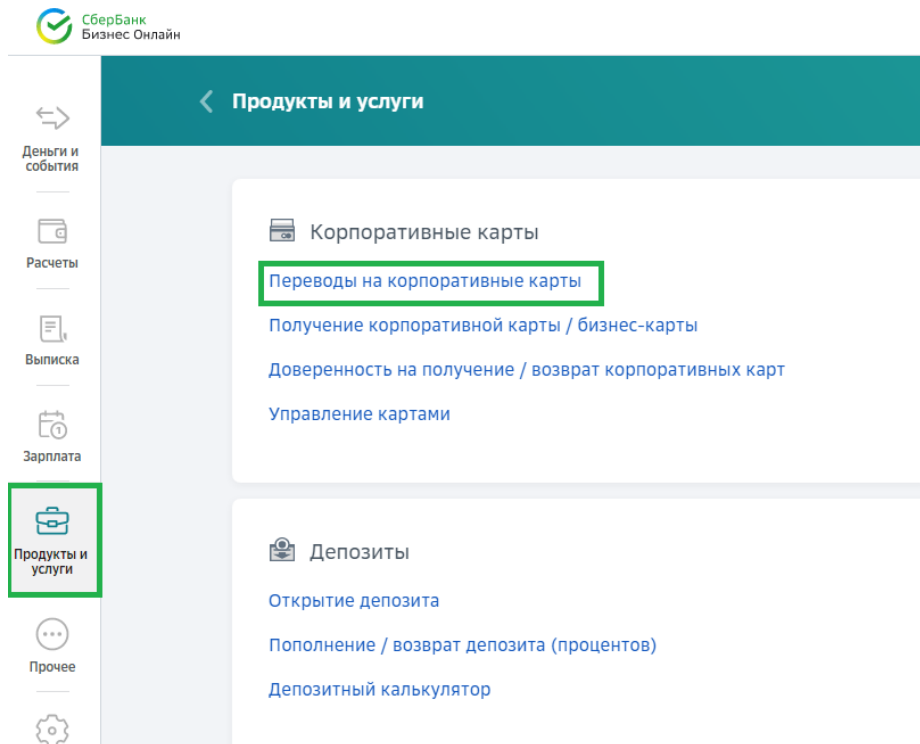 СберБанк
Бизнес Онлайн
Продукты и услуги
Деньги и
события
Расчеты
Выписка
Зарплата
Продукты и
услуги
Прочее
Корпоративные карты
Переводы на корпоративные карты
Получение корпоративной карты / бизнес-карты
Доверенность на получение / возврат корпоративных карт
Управление картами
Депозиты
Открытие депозита
Пополнение / возврат депозита (процентов)
Депозитный калькулятор